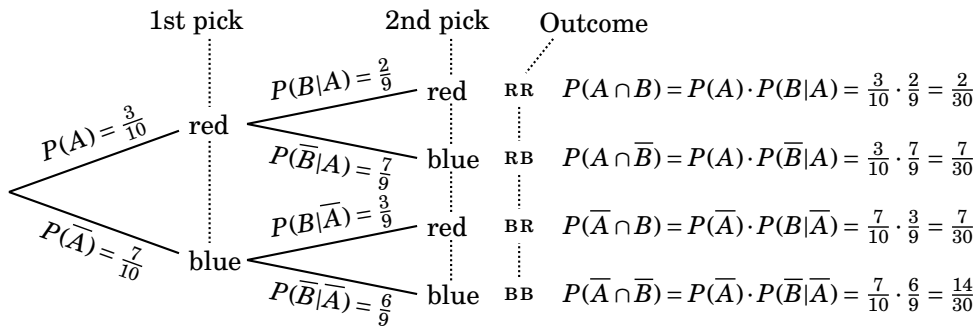 1st pick 2nd pick Outcome
P(B|A) = 2/9
red RR P(A ∩ B) = P(A) · P(B|A) = 3/10 · 2/9 = 2/30
P(A) = 3/10 red
P(B̅|A) = 7/9 blue RB P(A ∩ B̅) = P(A) · P(B̅|A) = 3/10 · 7/9 = 7/30
P(B|A̅) = 3/9
red BR P(A̅ ∩ B) = P(A̅) · P(B|A̅) = 7/10 · 3/9 = 7/30
P(A̅) = 7/10 blue
P(B̅|A̅) = 6/9 blue BB P(A̅ ∩ B̅) = P(A̅) · P(B̅|A̅) = 7/10 · 6/9 = 14/30